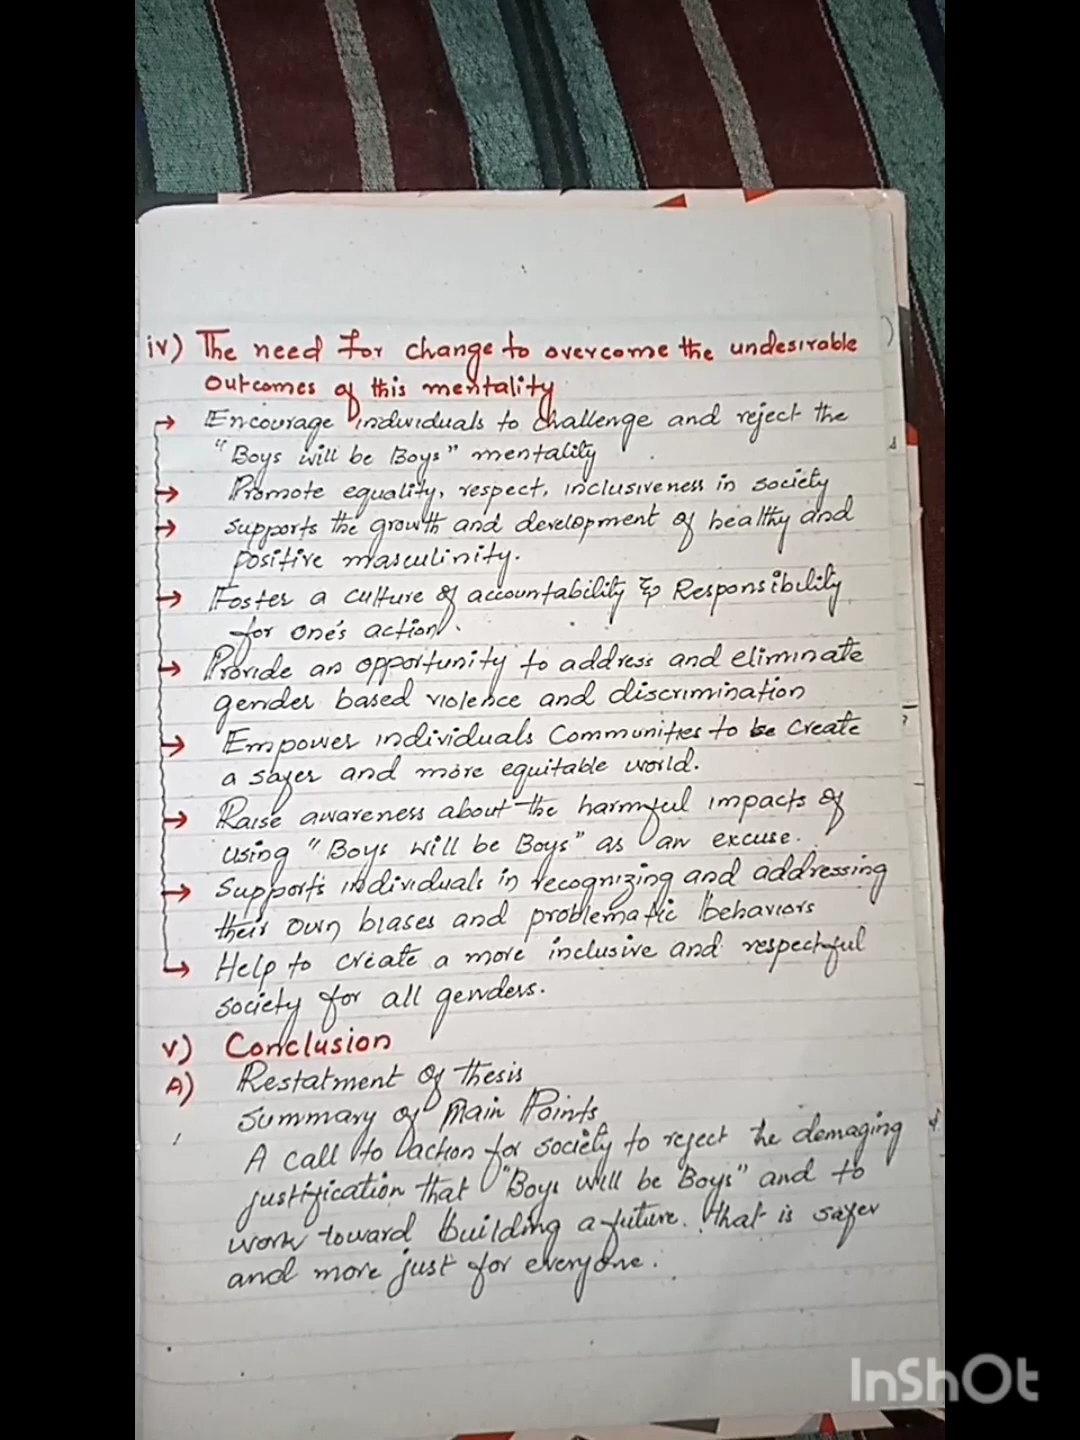 iv) The need for change to overcome the undesirable
outcomes of this mentality
→ Encourage individuals to challenge and reject the
"Boys will be Boys" mentality
→ Promote equality, respect, inclusiveness in society
→ supports the growth and development of healthy and
positive masculinity.
→ Foster a culture of accountability & Responsibility
for one's action.
→ Provide an opportunity to address and eliminate
gender based violence and discrimination
→ Empower individuals Communities to be create
a safer and more equitable world.
→ Raise awareness about the harmful impacts of
using "Boys will be Boys" as an excuse.
→ Supports individuals in recognizing and addressing
their own biases and problematic behaviors
→ Help to create a more inclusive and respectful
society for all genders.
v) Conclusion
A) Restatment of thesis
Summary of Main Points
A call to action for society to reject the demaging
justification that "Boys will be Boys" and to
work toward building a future. that is safer
and more just for everyone.
InShOt